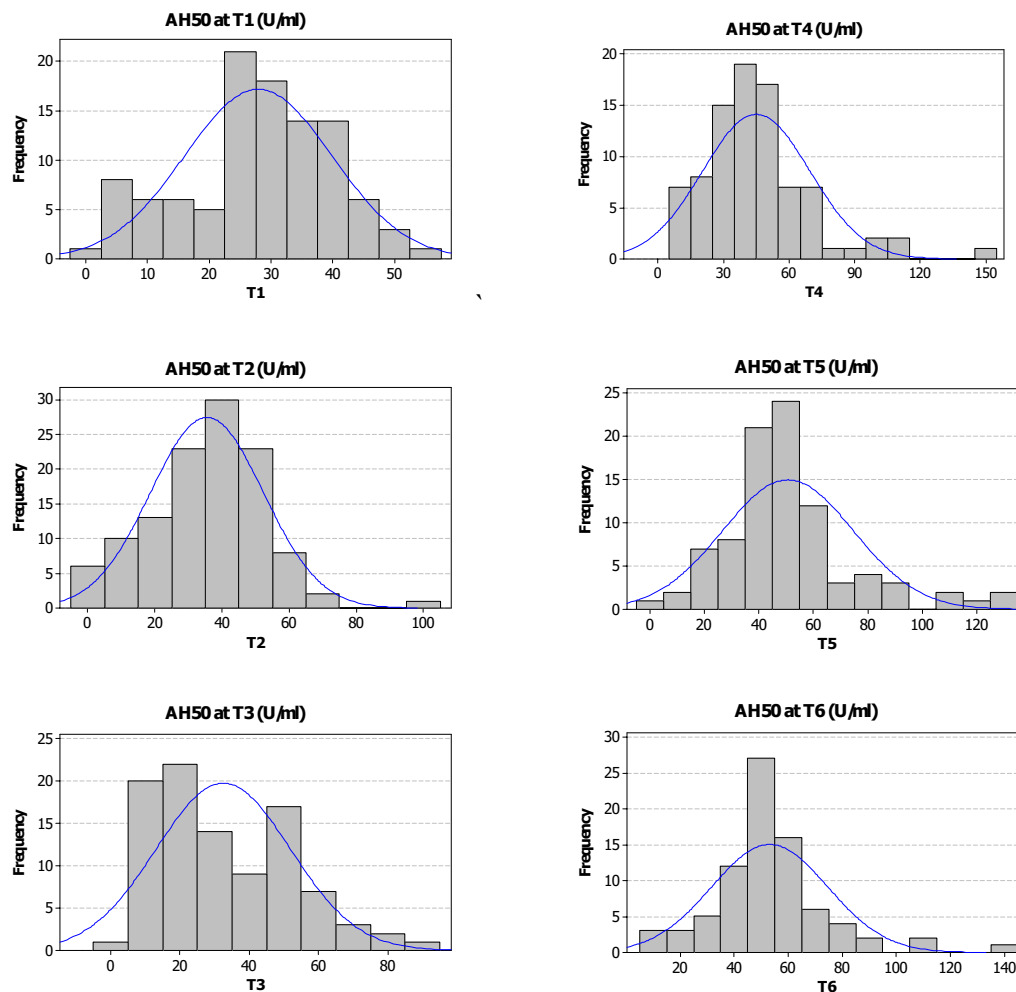 AH50 at T1 (U/ml)
Frequency
20
15
10
5
0
0 10 20 30 40 50
T1
AH50 at T4 (U/ml)
Frequency
20
15
10
5
0
0 30 60 90 120 150
T4
`
AH50 at T2 (U/ml)
Frequency
30
25
20
15
10
5
0
0 20 40 60 80 100
T2
AH50 at T5 (U/ml)
Frequency
25
20
15
10
5
0
0 20 40 60 80 100 120
T5
AH50 at T3 (U/ml)
Frequency
25
20
15
10
5
0
0 20 40 60 80
T3
AH50 at T6 (U/ml)
Frequency
30
25
20
15
10
5
0
20 40 60 80 100 120 140
T6